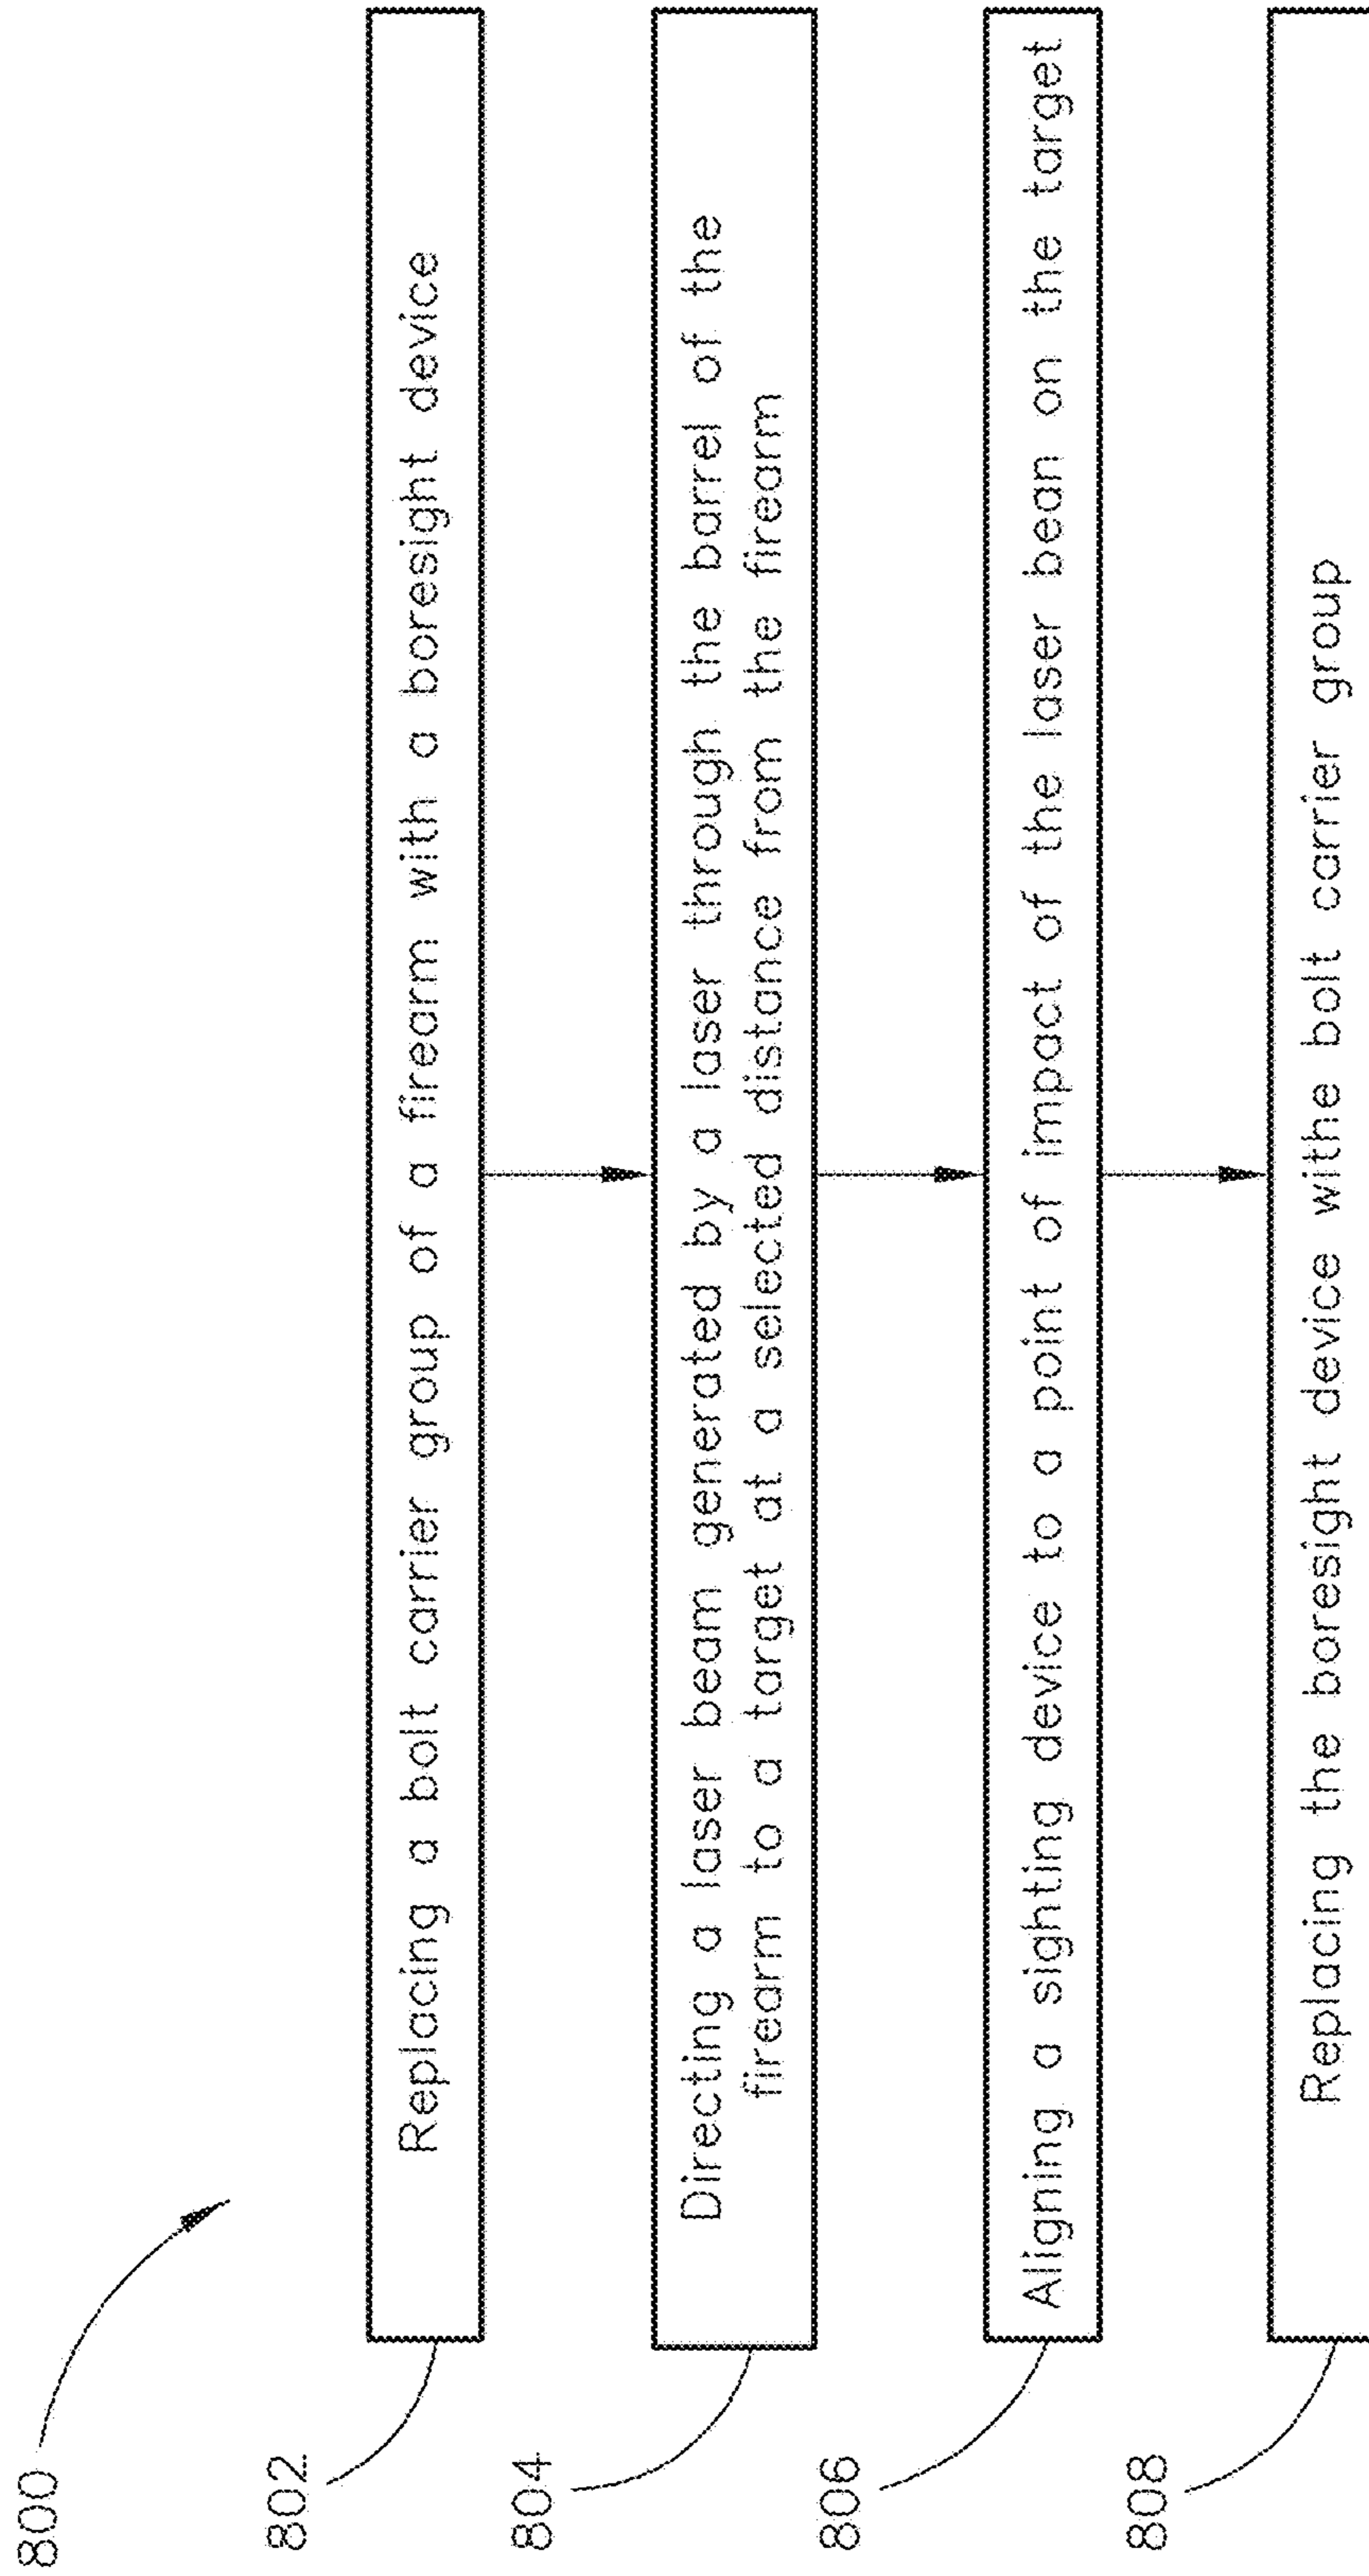 800
802
Replacing a bolt carrier group of a firearm with a boresight device
804
Directing a laser beam generated by a laser through the barrel of the
firearm to a target at a selected distance from the firearm
806
Aligning a sighting device to a point of impact of the laser bean on the target
808
Replacing the boresight device withe bolt carrier group